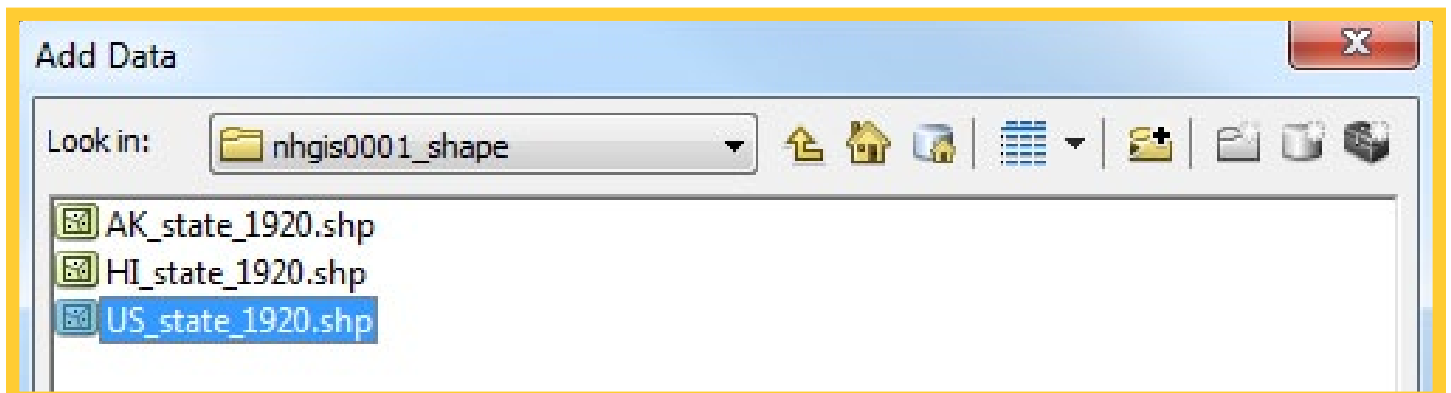 Add Data
Look in: nhgis0001_shape
AK_state_1920.shp
HI_state_1920.shp
US_state_1920.shp